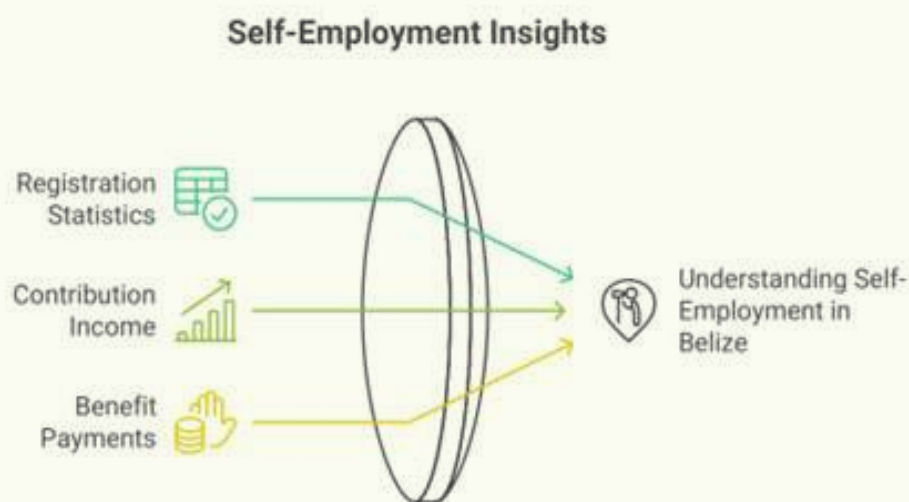 Self-Employment Insights
Registration
Statistics
Contribution
Income
Benefit
Payments
Understanding Self-
Employment in
Belize